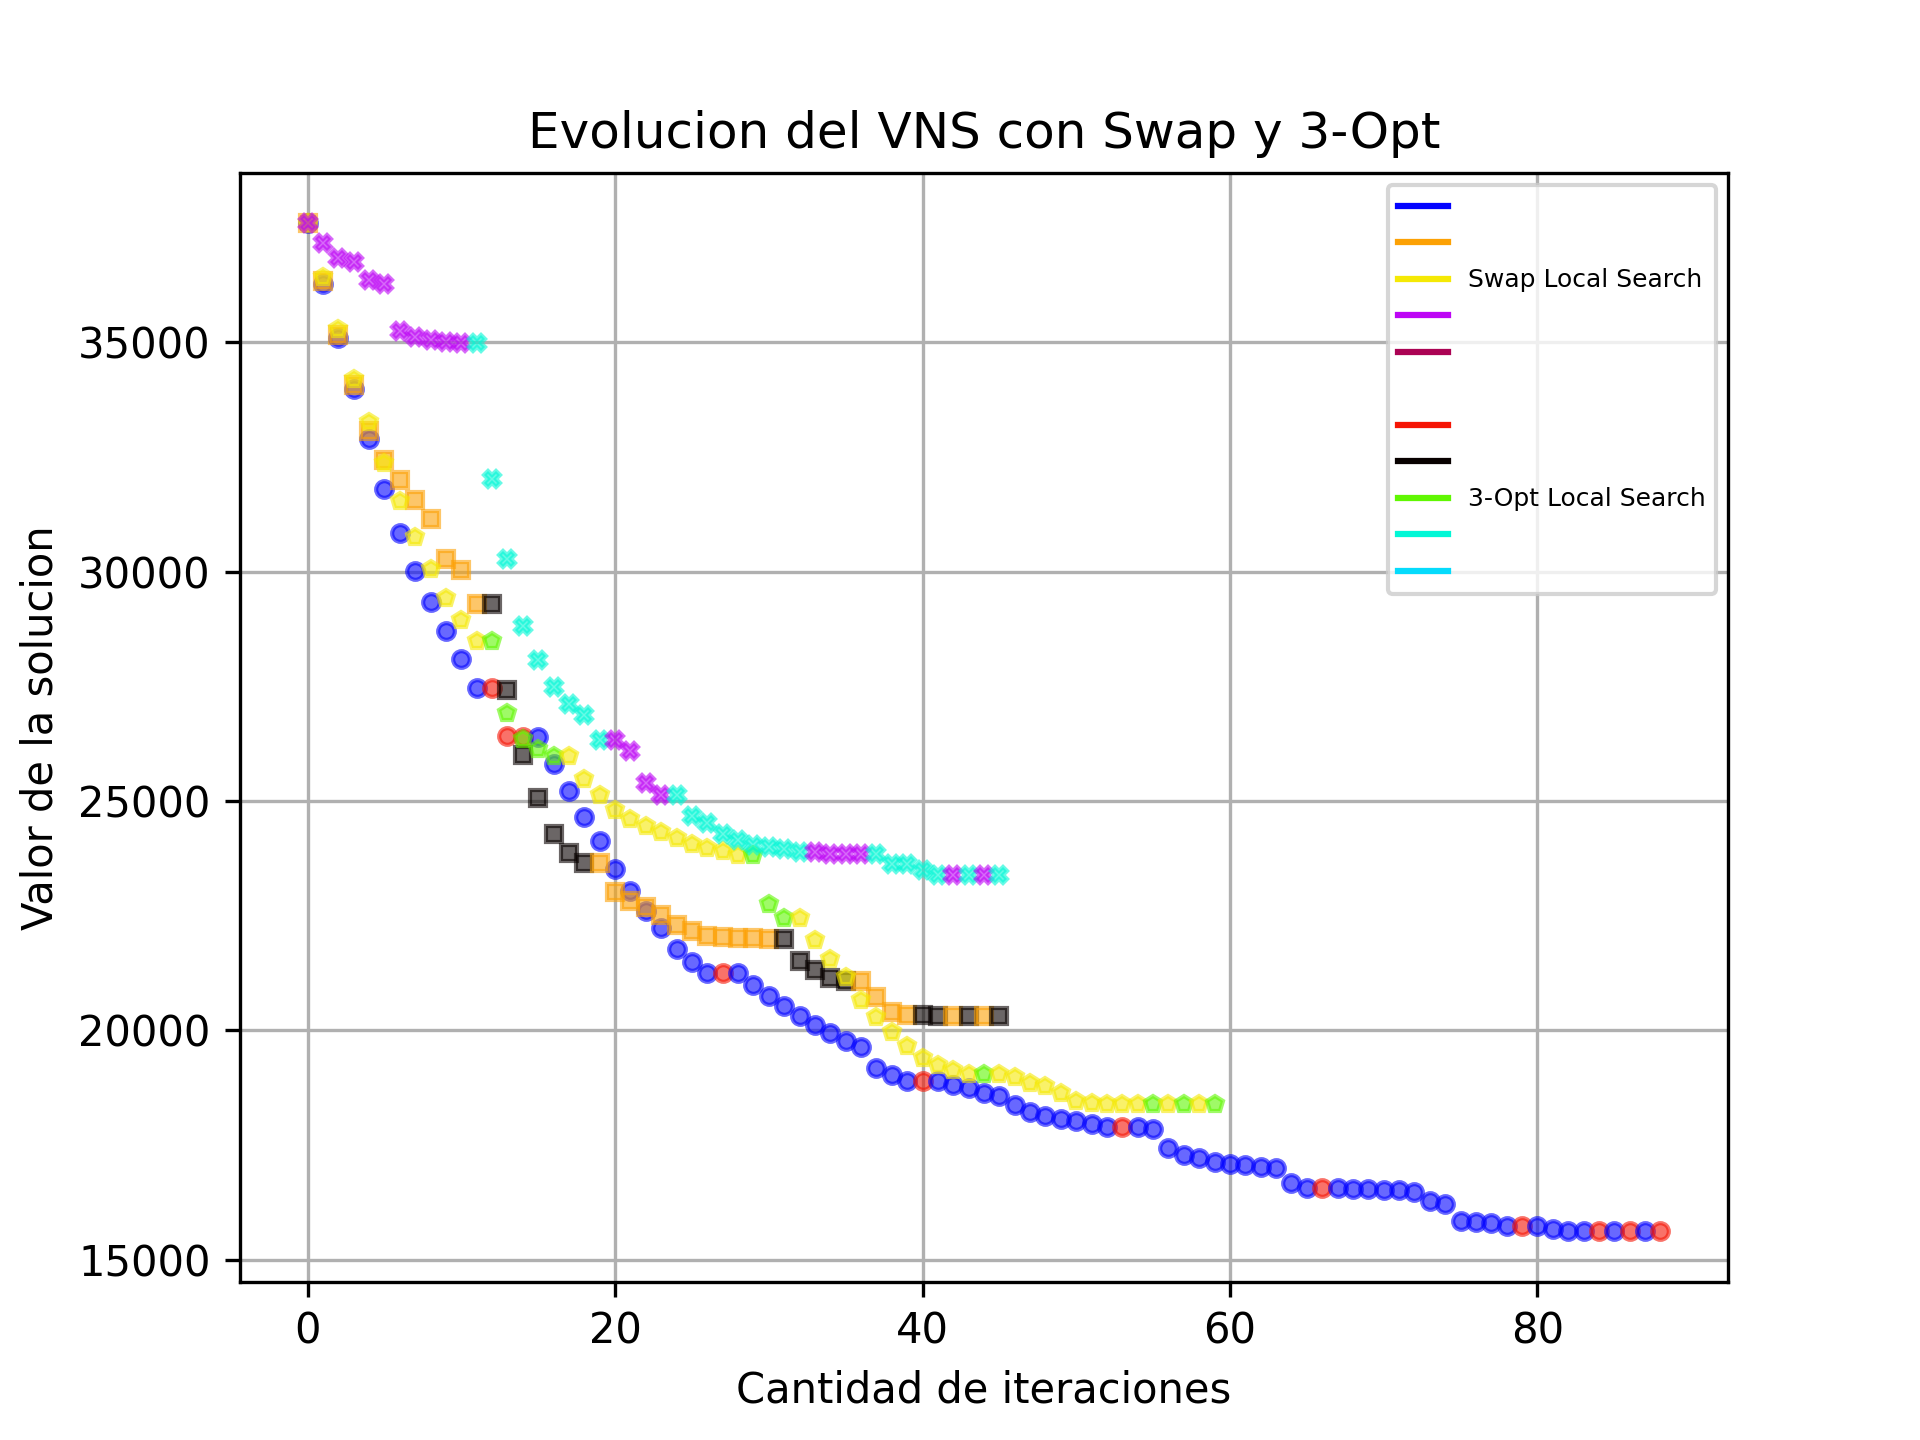 Evolucion del VNS con Swap y 3-Opt
Swap Local Search
3-Opt Local Search
Valor de la solucion
35000
30000
25000
20000
15000
0 20 40 60 80
Cantidad de iteraciones